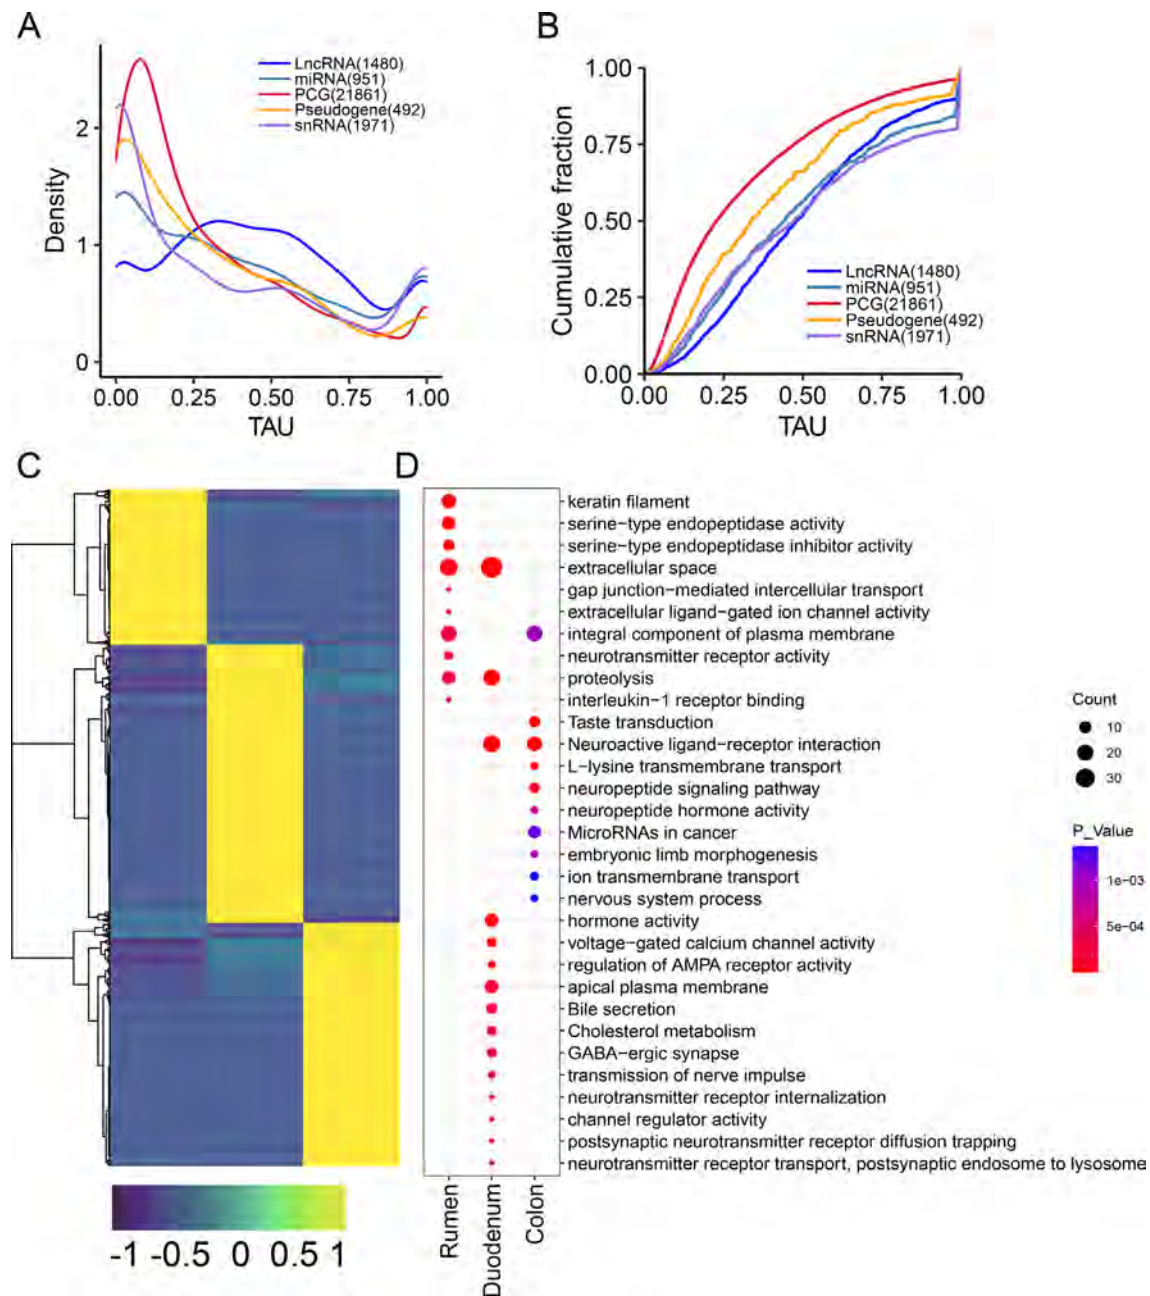 A
B
2
1
0
Density
0.00 0.25 0.50 0.75 1.00
TAU
LncRNA(1480)
miRNA(951)
PCG(21861)
Pseudogene(492)
snRNA(1971)
1.00
0.75
0.50
0.25
0.00
Cumulative fraction
0.00 0.25 0.50 0.75 1.00
TAU
LncRNA(1480)
miRNA(951)
PCG(21861)
Pseudogene(492)
snRNA(1971)
C
D
-1 -0.5 0 0.5 1
keratin filament
serine-type endopeptidase activity
serine-type endopeptidase inhibitor activity
extracellular space
gap junction-mediated intercellular transport
extracellular ligand-gated ion channel activity
integral component of plasma membrane
neurotransmitter receptor activity
proteolysis
interleukin-1 receptor binding
Taste transduction
Neuroactive ligand-receptor interaction
L-lysine transmembrane transport
neuropeptide signaling pathway
neuropeptide hormone activity
MicroRNAs in cancer
embryonic limb morphogenesis
ion transmembrane transport
nervous system process
hormone activity
voltage-gated calcium channel activity
regulation of AMPA receptor activity
apical plasma membrane
Bile secretion
Cholesterol metabolism
GABA-ergic synapse
transmission of nerve impulse
neurotransmitter receptor internalization
channel regulator activity
postsynaptic neurotransmitter receptor diffusion trapping
neurotransmitter receptor transport, postsynaptic endosome to lysosome
Rumen
Duodenum
Colon
Count
10
20
30
P_Value
1e-03
5e-04